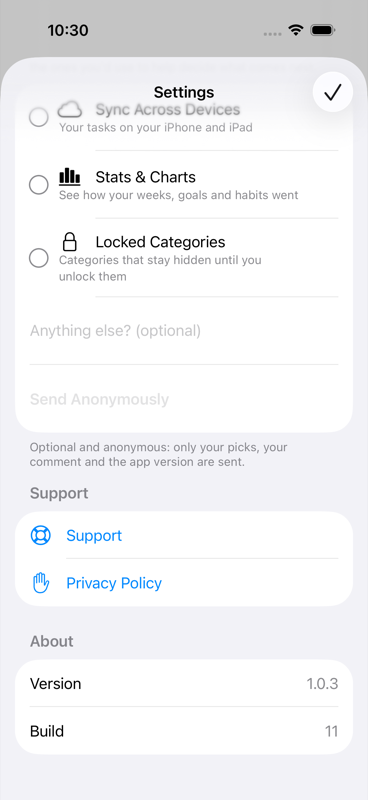 10:30
Settings
Sync Across Devices
Your tasks on your iPhone and iPad
Stats & Charts
See how your weeks, goals and habits went
Locked Categories
Categories that stay hidden until you
unlock them
Anything else? (optional)
Send Anonymously
Optional and anonymous: only your picks, your
comment and the app version are sent.
Support
Support
Privacy Policy
About
Version 1.0.3
Build 11